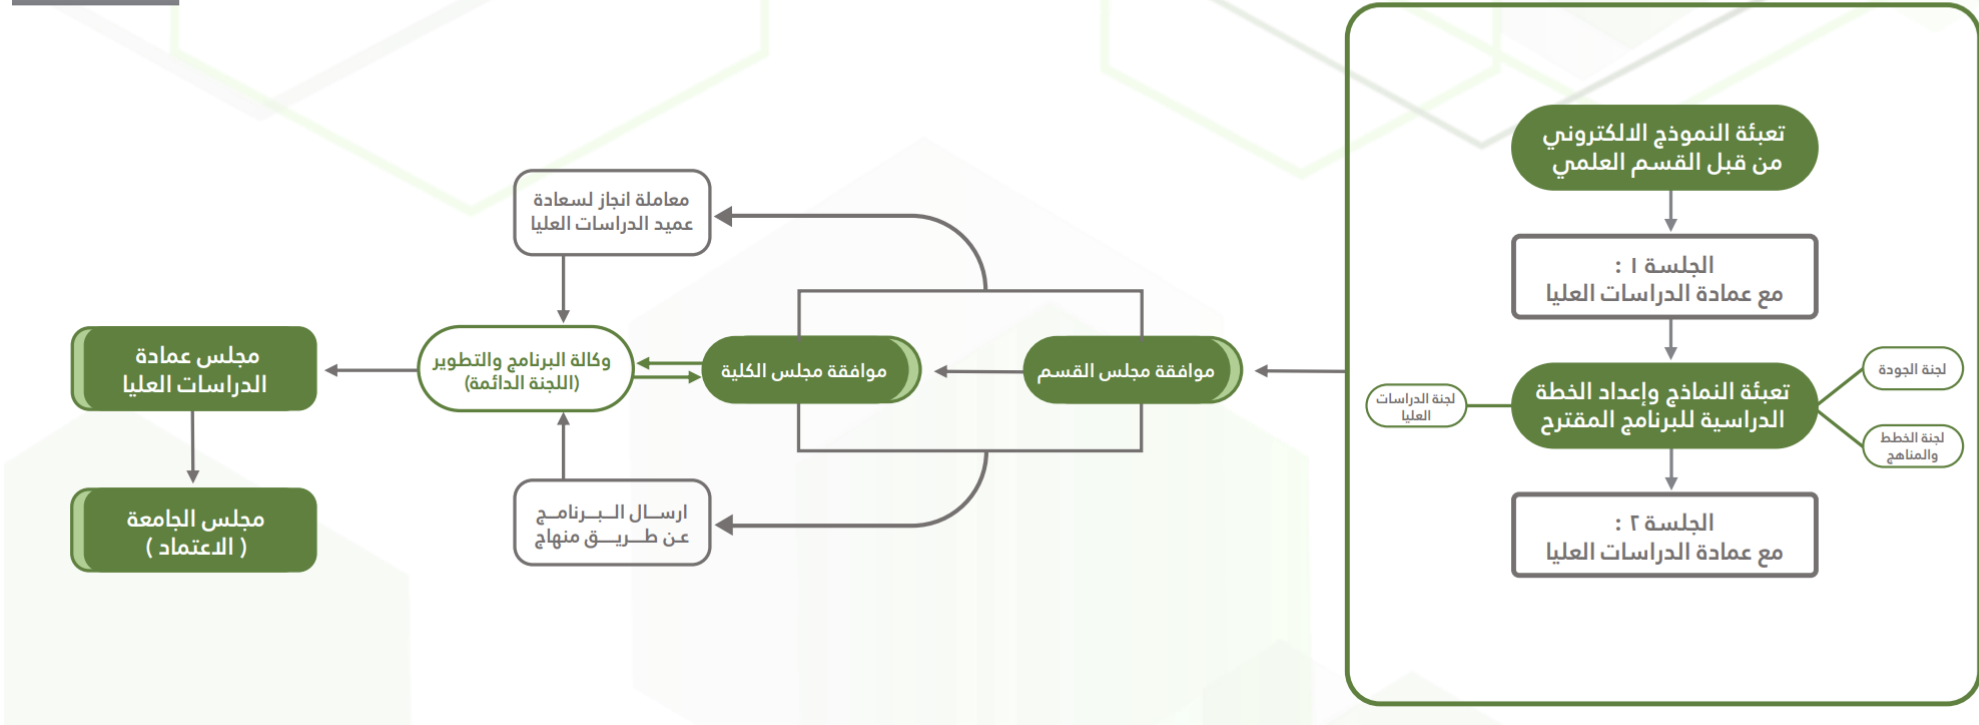 تعبئة النموذج الالكتروني
من قبل القسم العلمي
الجلسة ١ :
مع عمادة الدراسات العليا
تعبئة النماذج وإعداد الخطة
الدراسية للبرنامج المقترح
لجنة الجودة
لجنة الخطط
والمناهج
لجنة الدراسات
العليا
الجلسة ٢ :
مع عمادة الدراسات العليا
موافقة مجلس القسم
موافقة مجلس الكلية
معاملة انجاز لسعادة
عميد الدراسات العليا
ارسال البرنامج
عن طريق منهاج
وكالة البرنامج والتطوير
(اللجنة الدائمة)
مجلس عمادة
الدراسات العليا
مجلس الجامعة
( الاعتماد )